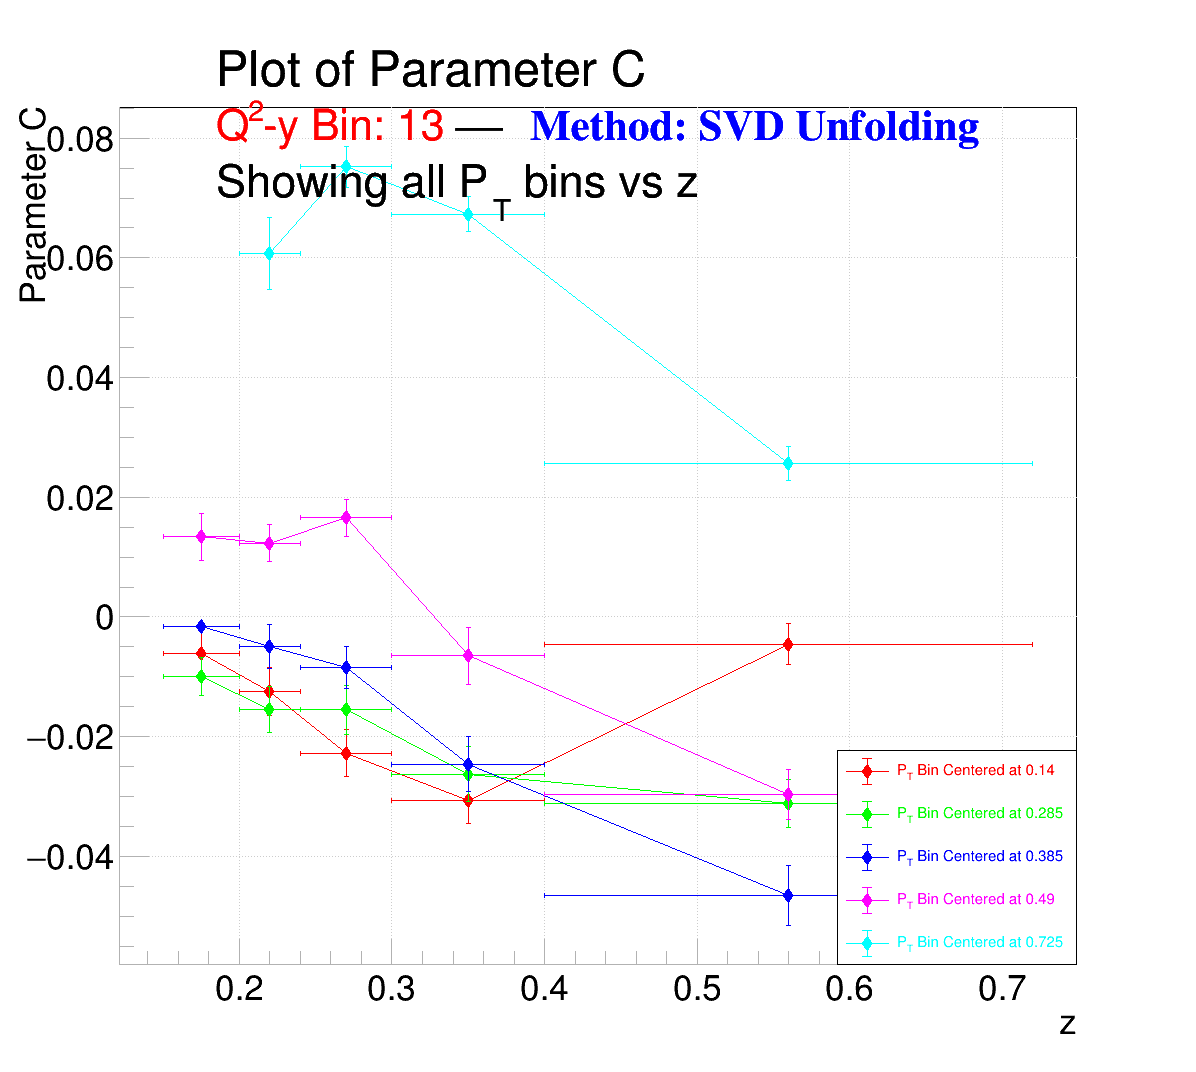 Plot of Parameter C
Q2-y Bin: 13 — Method: SVD Unfolding
Showing all PT bins vs z
Parameter C
0.08
0.06
0.04
0.02
0
−0.02
−0.04
PT Bin Centered at 0.14
PT Bin Centered at 0.285
PT Bin Centered at 0.385
PT Bin Centered at 0.49
PT Bin Centered at 0.725
0.2 0.3 0.4 0.5 0.6 0.7
z